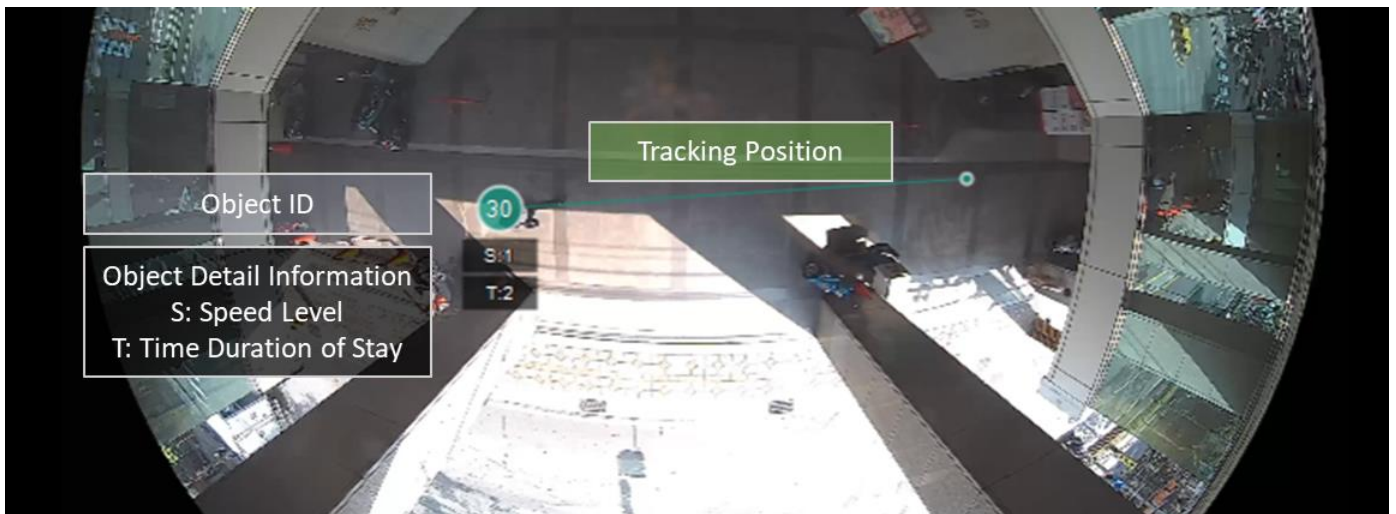 Tracking Position
Object ID
30
Object Detail Information
S: Speed Level
T: Time Duration of Stay
S:1
T:2